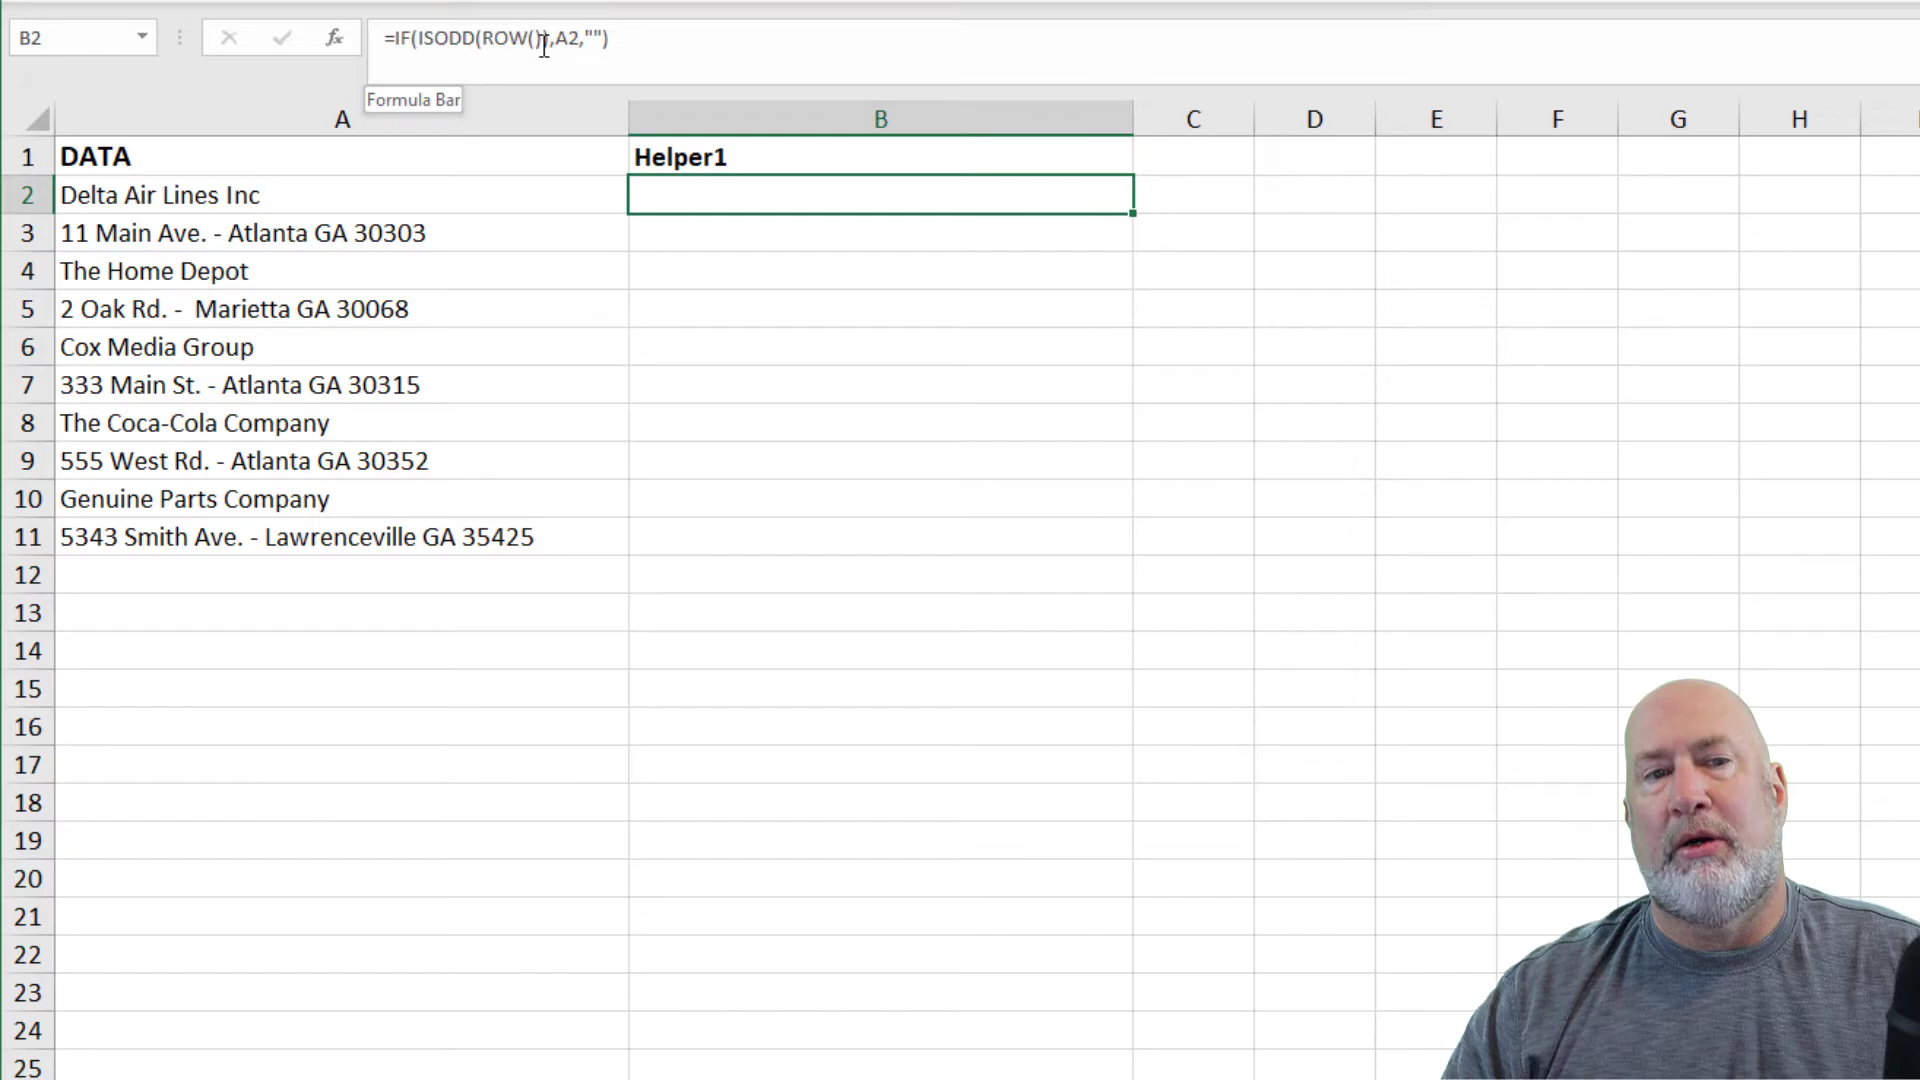 B2 fx =IF(ISODD(ROW()),A2,"")
Formula Bar
A B C D E F G H
1 DATA Helper1
2 Delta Air Lines Inc
3 11 Main Ave. - Atlanta GA 30303
4 The Home Depot
5 2 Oak Rd. -  Marietta GA 30068
6 Cox Media Group
7 333 Main St. - Atlanta GA 30315
8 The Coca-Cola Company
9 555 West Rd. - Atlanta GA 30352
10 Genuine Parts Company
11 5343 Smith Ave. - Lawrenceville GA 35425
12
13
14
15
16
17
18
19
20
21
22
23
24
25